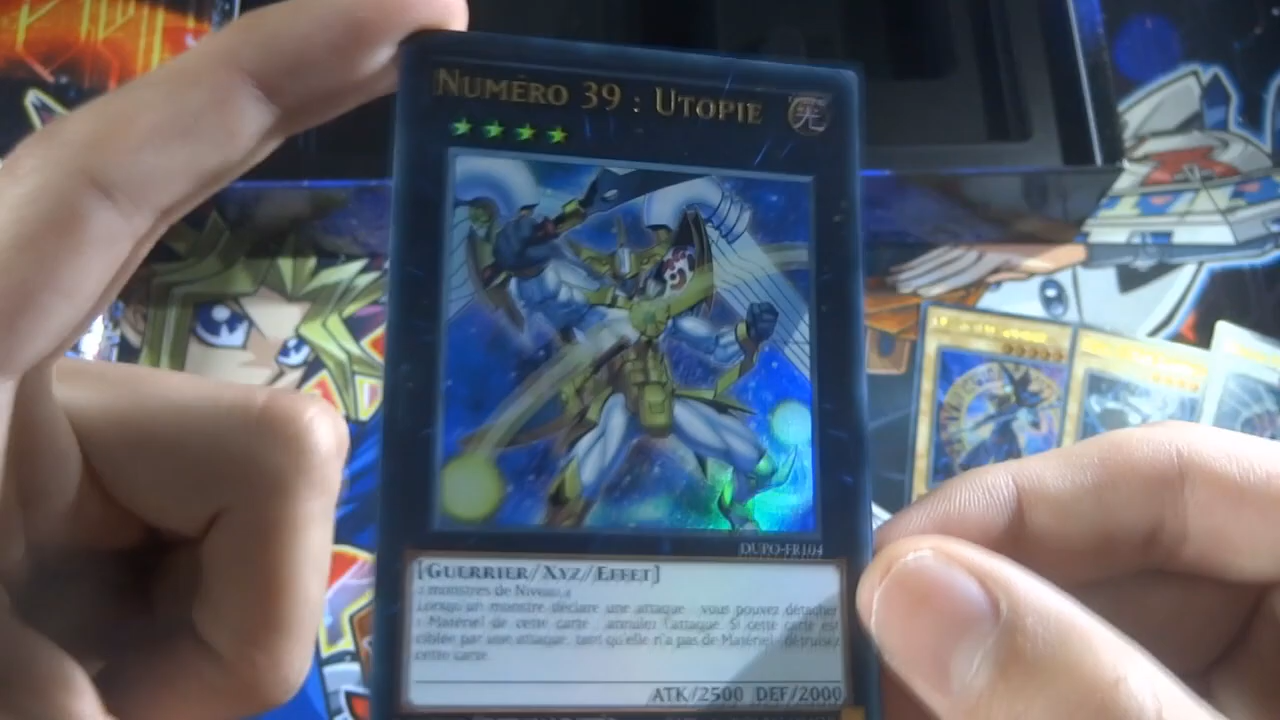 Numéro 39 : Utopie
光
DUPO-FR104
[Guerrier/Xyz/Effet]
2 monstres de Niveau 4
Lorsqu'un monstre déclare une attaque : vous pouvez détacher
1 Matériel de cette carte ; annulez l'attaque. Si cette carte est
ciblée par une attaque, tant qu'elle n'a pas de Matériel : détruisez
cette carte.
ATK/2500 DEF/2000